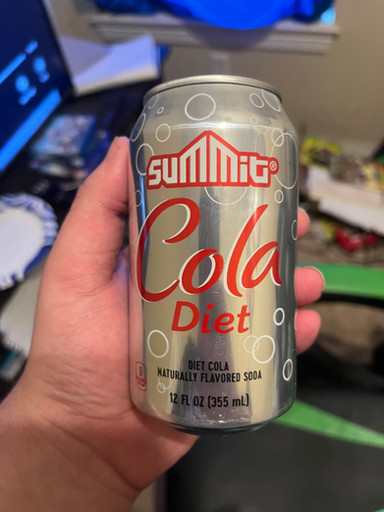 SUMMIT®
Cola
Diet
DIET COLA
NATURALLY FLAVORED SODA
12 FL OZ (355 mL)